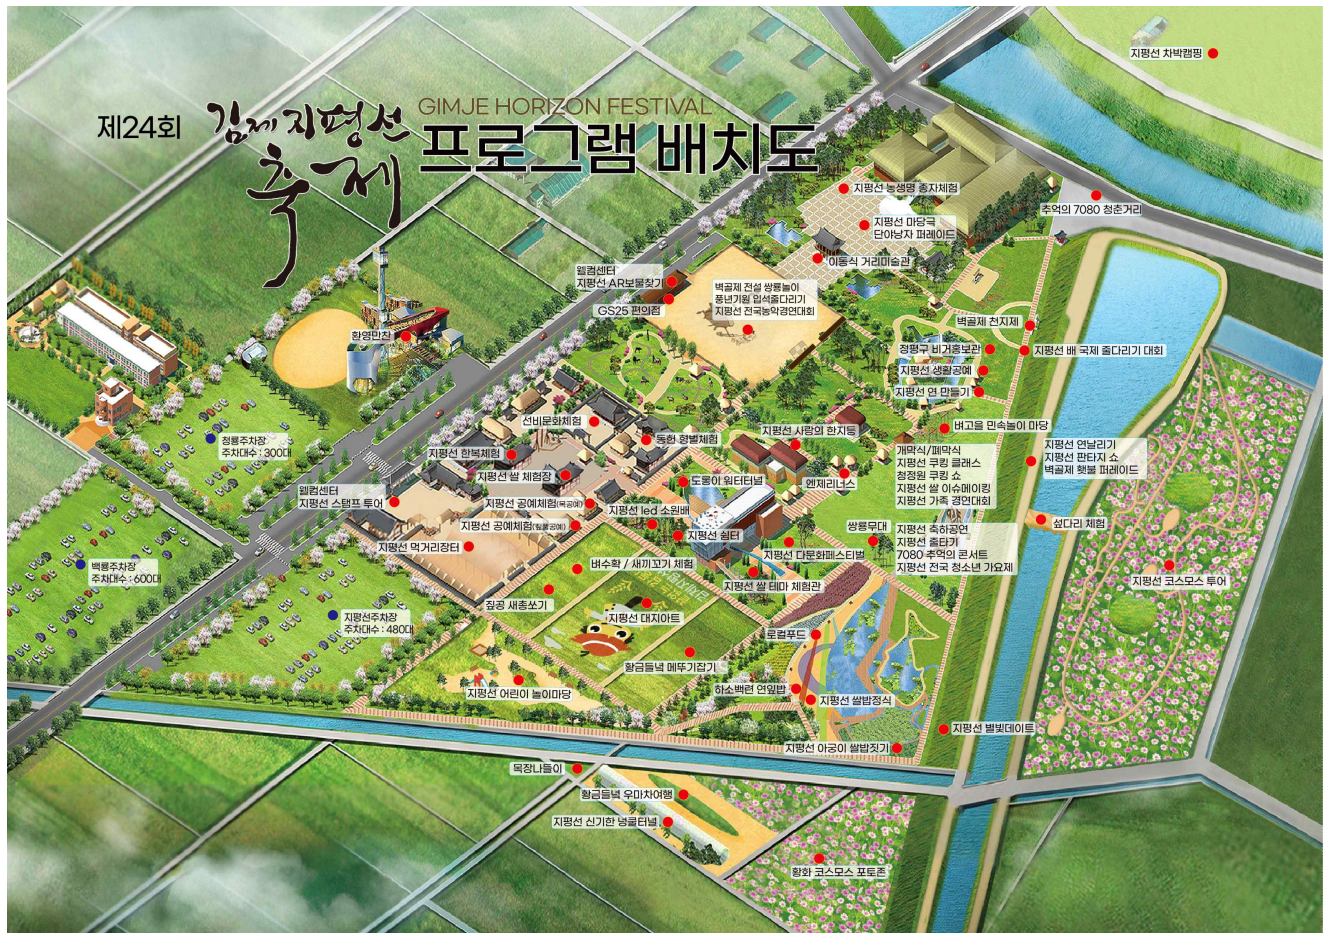 지평선 차박캠핑
제24회
김제지평선
축제
GIMJE HORIZON FESTIVAL
프로그램 배치도
지평선 농생명 종자체험
추억의 7080 청춘거리
지평선 마당극
단야낭자 퍼레이드
이동식 거리미술관
웰컴센터
지평선 AR보물찾기
GS25 편의점
벽골제 전설 쌍룡놀이
풍년기원 입석줄다리기
지평선 전국농악경연대회
벽골제 천지제
한영만찬
정평구 비거홍보관
지평선 배 국제 줄다리기 대회
지평선 생활공예
지평선 연 만들기
선비문화체험
벼고을 민속놀이 마당
지평선 사랑의 한지등
동헌 형벌체험
청룡주차장
주차대수 : 300대
지평선 한복체험
개막식/폐막식
지평선 쿠킹 클래스
정정원 쿠킹 쇼
지평선 쌀 이슈메이킹
지평선 가족 경연대회
지평선 연날리기
지평선 판타지 쇼
벽골제 횃불 퍼레이드
지평선 쌀 체험장
도롱이 워터터널
엔제리너스
웰컴센터
지평선 스탬프 투어
지평선 공예체험(목공예)
지평선 led 소원배
지평선 공예체험(짚풀공예)
쌍룡무대
섶다리 체험
지평선 축하공연
지평선 줄타기
7080 추억의 콘서트
지평선 전국 청소년 가요제
지평선 쉼터
지평선 먹거리장터
지평선 다문화페스티벌
벼수확 / 새끼꼬기 체험
백룡주차장
주차대수 : 600대
지평선 쌀 테마 체험관
지평선 코스모스 투어
짚공 새총쏘기
지평선 대지아트
지평선주차장
주차대수 : 480대
로컬푸드
황금들녘 메뚜기잡기
지평선 어린이 놀이마당
하소백련 연잎밥
지평선 쌀밥정식
지평선 별빛데이트
지평선 아궁이 쌀밥짓기
목장나들이
황금들녘 우마차여행
지평선 신기한 넝쿨터널
황화 코스모스 포토존